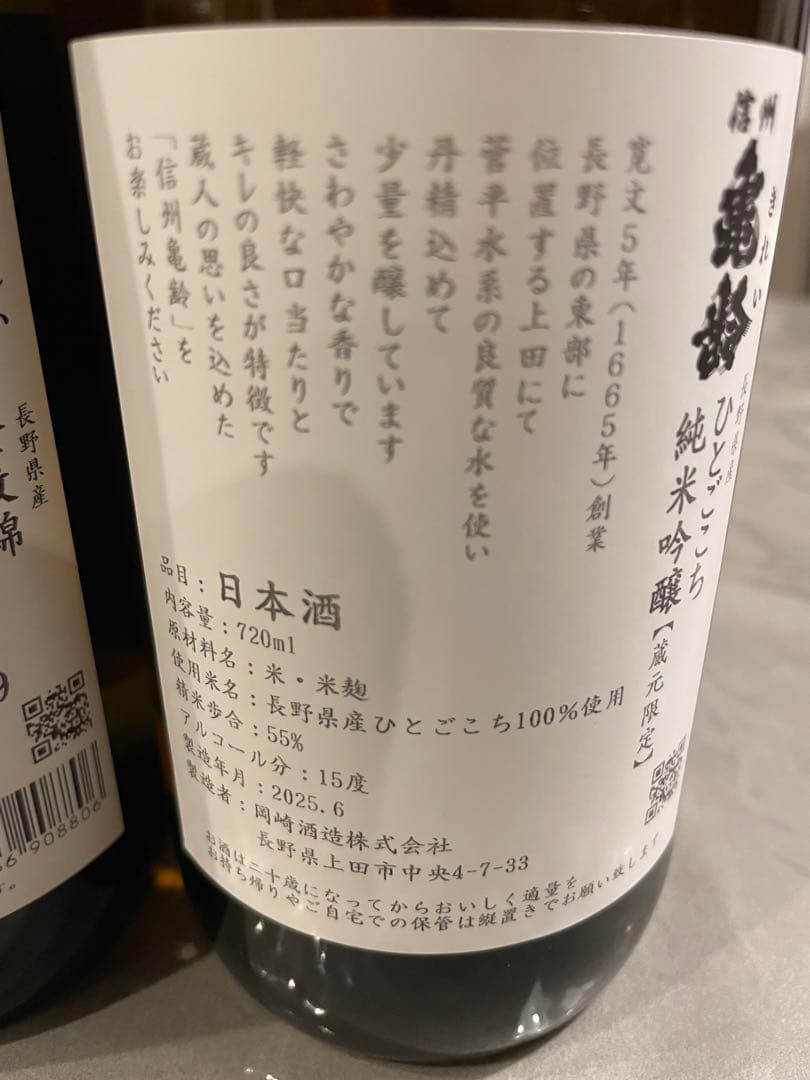 信州
亀齢
きれい
長野県産
ひとごこち
純米吟醸【蔵元限定】
寛文5年(1665年)創業
長野県の東部に
位置する上田にて
菅平水系の良質な水を使い
丹精込めて
少量を醸しています
さわやかな香りで
軽快な口当たりと
キレの良さが特徴です
蔵人の思いを込めた
「信州亀齢」を
お楽しみください
品目:日本酒
内容量:720ml
原材料名:米・米麹
使用米名:長野県産ひとごこち100%使用
精米歩合:55%
アルコール分:15度
製造年月:2025.6
製造者:岡崎酒造株式会社
長野県上田市中央4-7-33
お酒は二十歳になってからおいしく適量を
お持ち帰りやご自宅での保管は縦置きでお願い致します
長野県産
908806